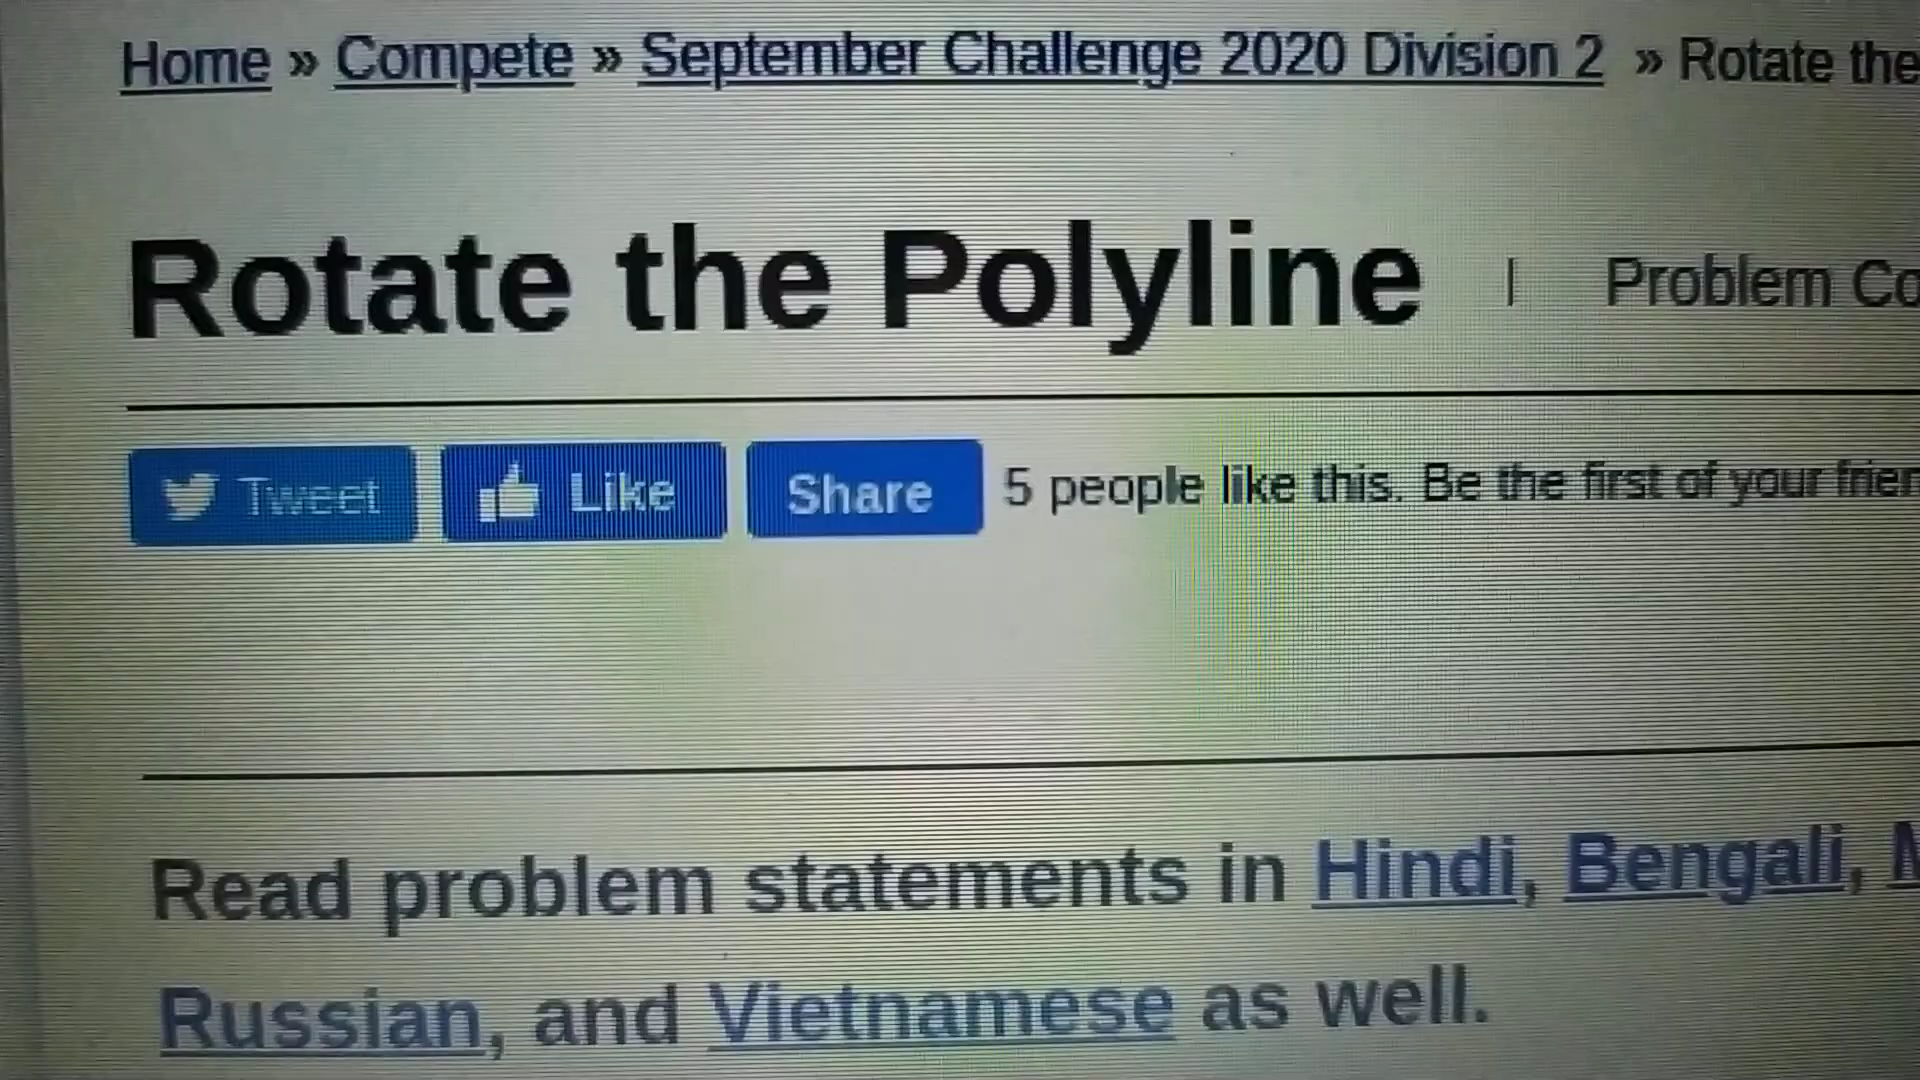 Home » Compete » September Challenge 2020 Division 2 » Rotate the
Rotate the Polyline | Problem
Tweet Like Share 5 people like this. Be the first of your
Read problem statements in Hindi, Bengali,
Russian, and Vietnamese as well.